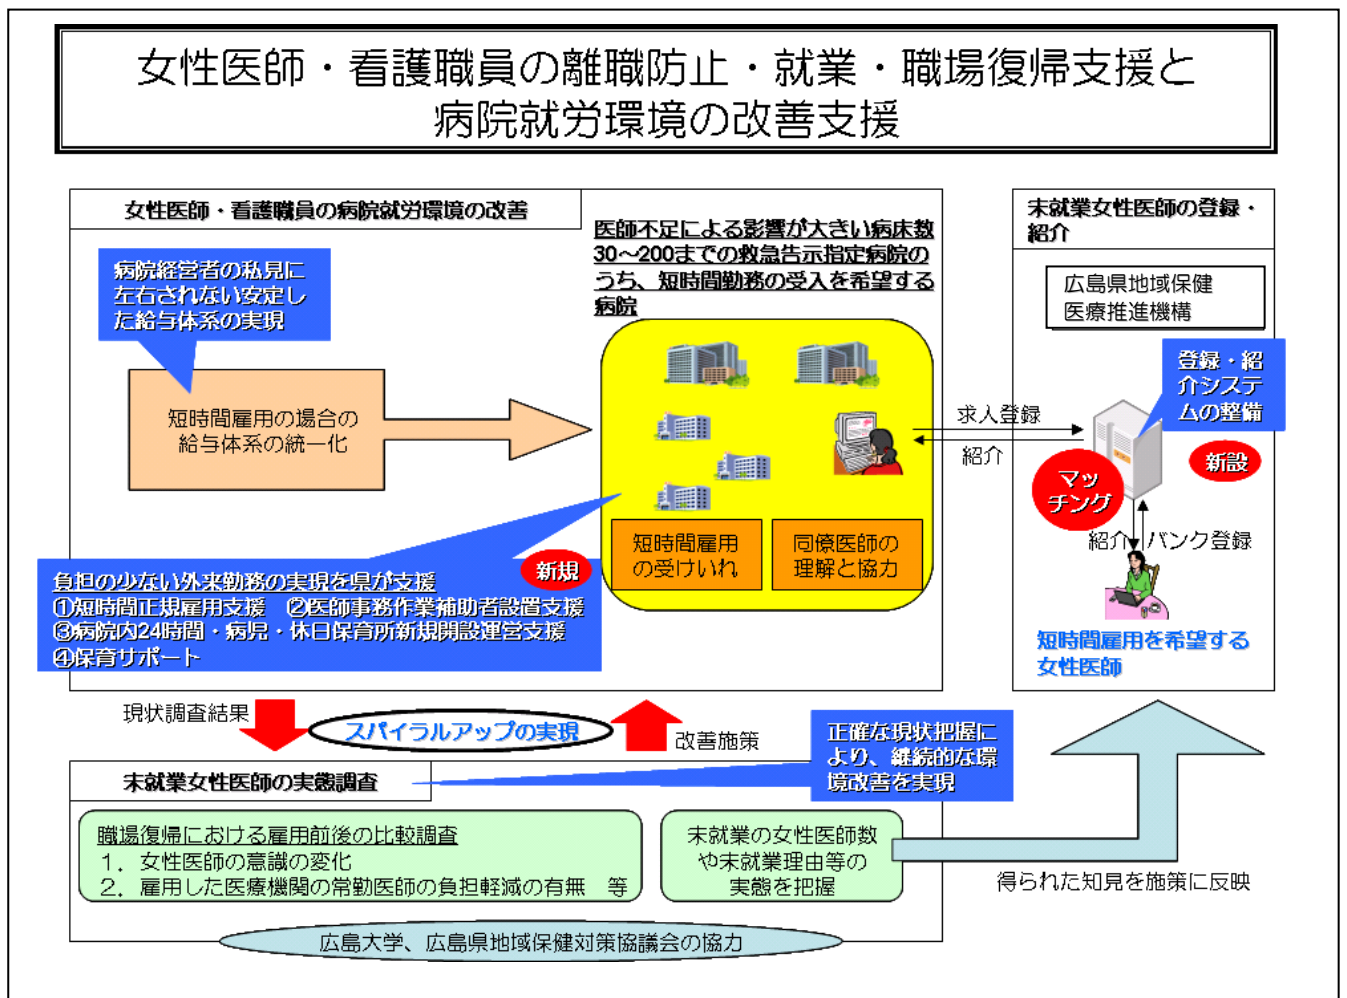 女性医師・看護職員の離職防止・就業・職場復帰支援と
病院就労環境の改善支援
女性医師・看護職員の病院就労環境の改善
病院経営者の私見に
左右されない安定し
た給与体系の実現
短時間雇用の場合の
給与体系の統一化
医師不足による影響が大きい病床数
30～200までの救急告示指定病院の
うち、短時間勤務の受入を希望する
病院
短時間雇用
の受けいれ
同僚医師の
理解と協力
新規
負担の少ない外来勤務の実現を県が支援
①短時間正規雇用支援　②医師事務作業補助者設置支援
③病院内24時間・病児・休日保育所新規開設運営支援
④保育サポート
求人登録
紹介
未就業女性医師の登録・
紹介
広島県地域保健
医療推進機構
登録・紹
介システ
ムの整備
新設
マッ
チング
紹介
バンク登録
短時間雇用を希望する
女性医師
現状調査結果
スパイラルアップの実現
改善施策
正確な現状把握に
より、継続的な環
境改善を実現
未就業女性医師の実態調査
職場復帰における雇用前後の比較調査
１．女性医師の意識の変化
２．雇用した医療機関の常勤医師の負担軽減の有無　等
未就業の女性医師数
や未就業理由等の
実態を把握
得られた知見を施策に反映
広島大学、広島県地域保健対策協議会の協力